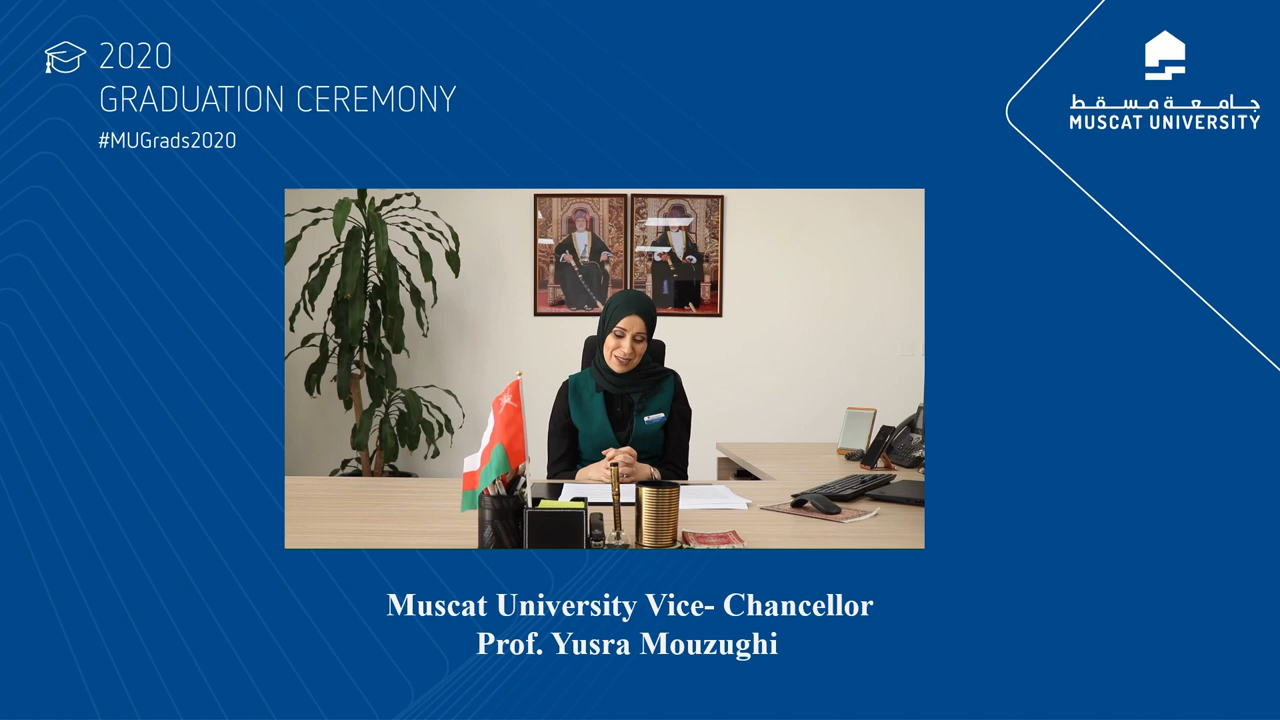 2020
GRADUATION CEREMONY
#MUGrads2020
جامعة مسقط
MUSCAT UNIVERSITY
Muscat University Vice- Chancellor
Prof. Yusra Mouzughi